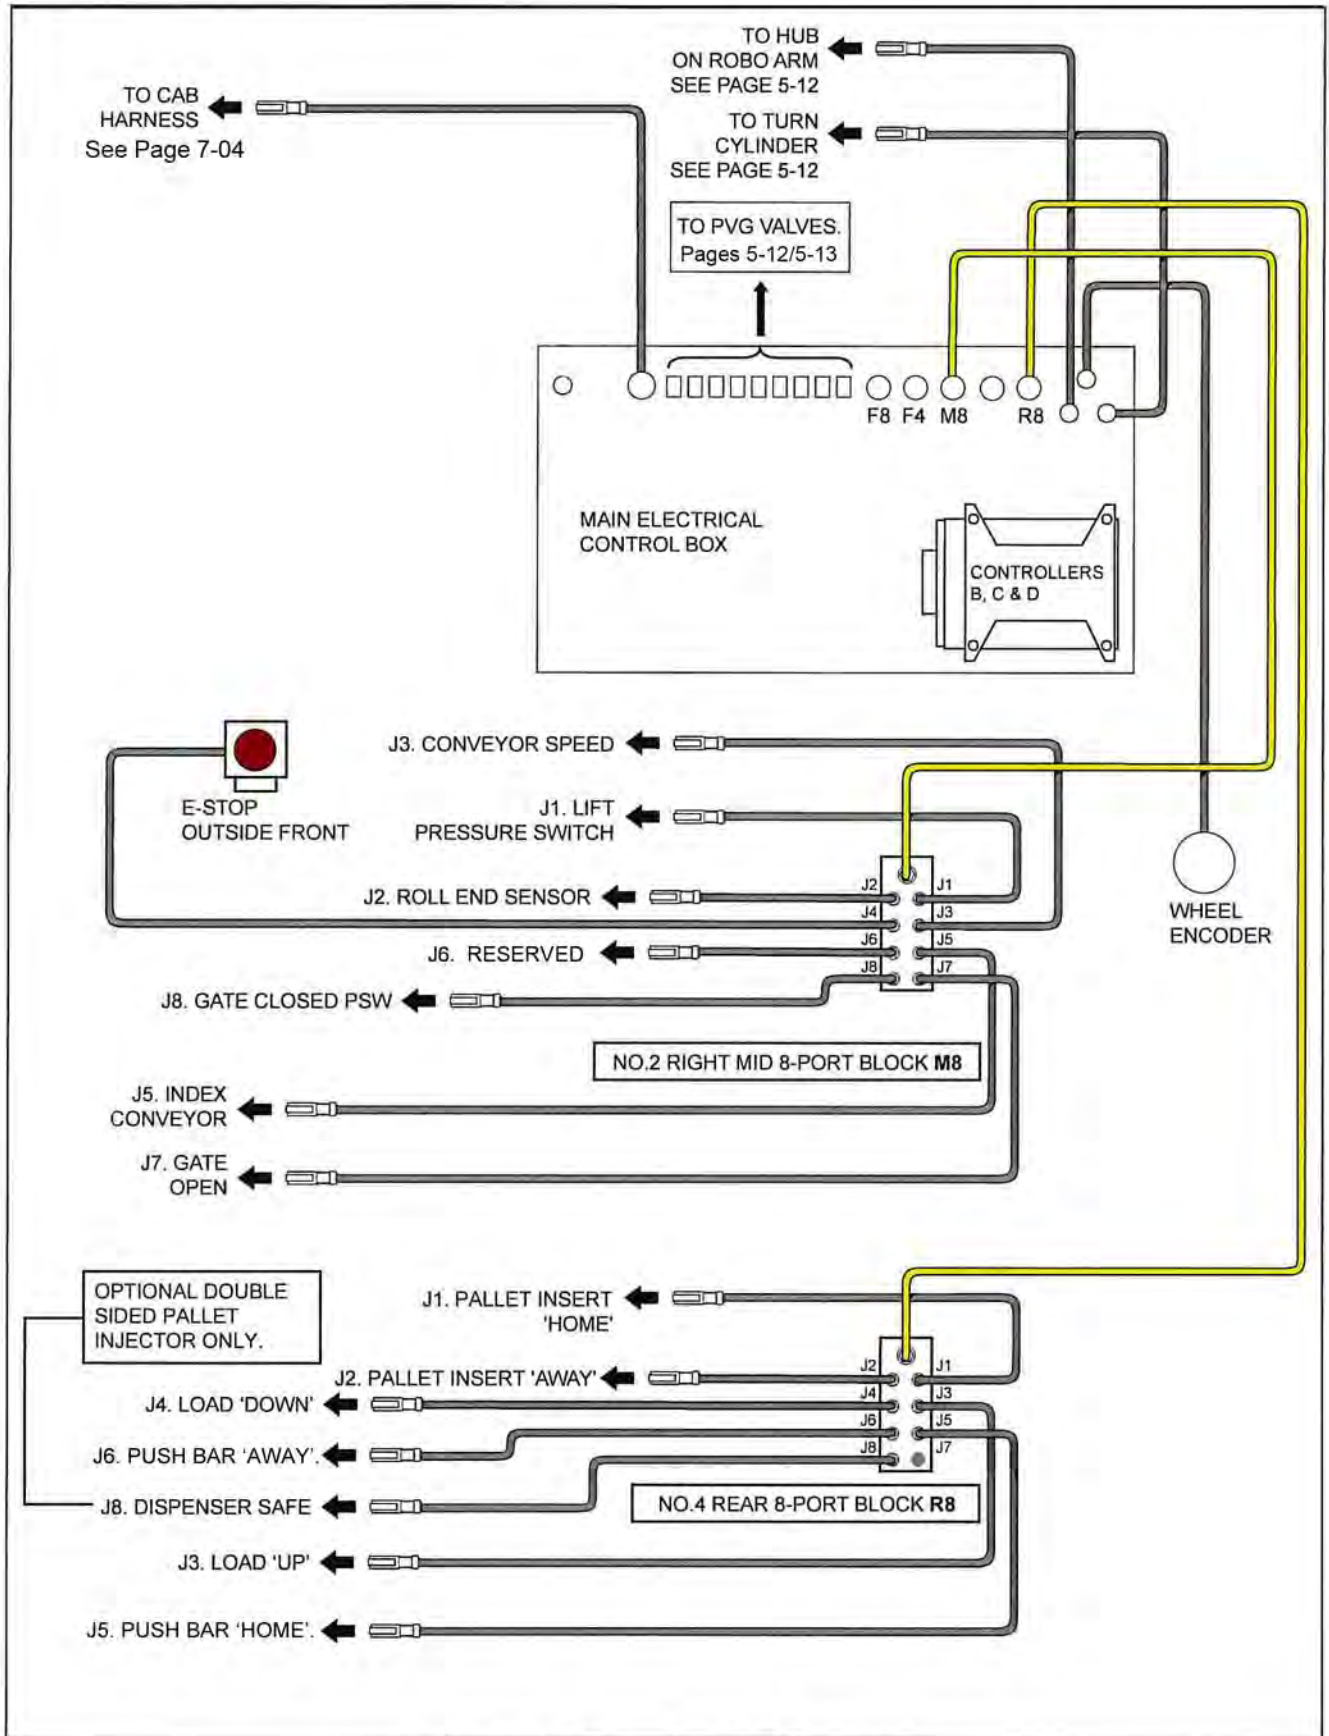 TO HUB
ON ROBO ARM
SEE PAGE 5-12
TO CAB
HARNESS
See Page 7-04
TO TURN
CYLINDER
SEE PAGE 5-12
TO PVG VALVES.
Pages 5-12/5-13
F8 F4 M8 R8
MAIN ELECTRICAL
CONTROL BOX
CONTROLLERS
B, C & D
J3. CONVEYOR SPEED
E-STOP
OUTSIDE FRONT
J1. LIFT
PRESSURE SWITCH
J2. ROLL END SENSOR
J2 J1
J4 J3
J6 J5
J8 J7
WHEEL
ENCODER
J6. RESERVED
J8. GATE CLOSED PSW
NO.2 RIGHT MID 8-PORT BLOCK M8
J5. INDEX
CONVEYOR
J7. GATE
OPEN
OPTIONAL DOUBLE
SIDED PALLET
INJECTOR ONLY.
J1. PALLET INSERT
'HOME'
J2. PALLET INSERT 'AWAY'
J2 J1
J4 J3
J6 J5
J8 J7
J4. LOAD 'DOWN'
J6. PUSH BAR ‘AWAY’.
J8. DISPENSER SAFE
NO.4 REAR 8-PORT BLOCK R8
J3. LOAD 'UP'
J5. PUSH BAR ‘HOME’.